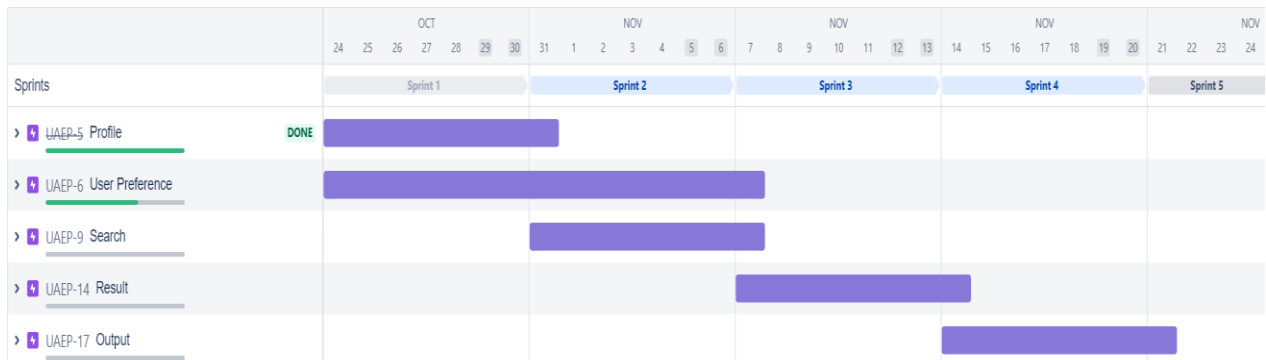 OCT NOV NOV NOV NOV
24 25 26 27 28 29 30 31 1 2 3 4 5 6 7 8 9 10 11 12 13 14 15 16 17 18 19 20 21 22 23 24
Sprints Sprint 1 Sprint 2 Sprint 3 Sprint 4 Sprint 5
UAEP-5 Profile DONE
UAEP-6 User Preference
UAEP-9 Search
UAEP-14 Result
UAEP-17 Output